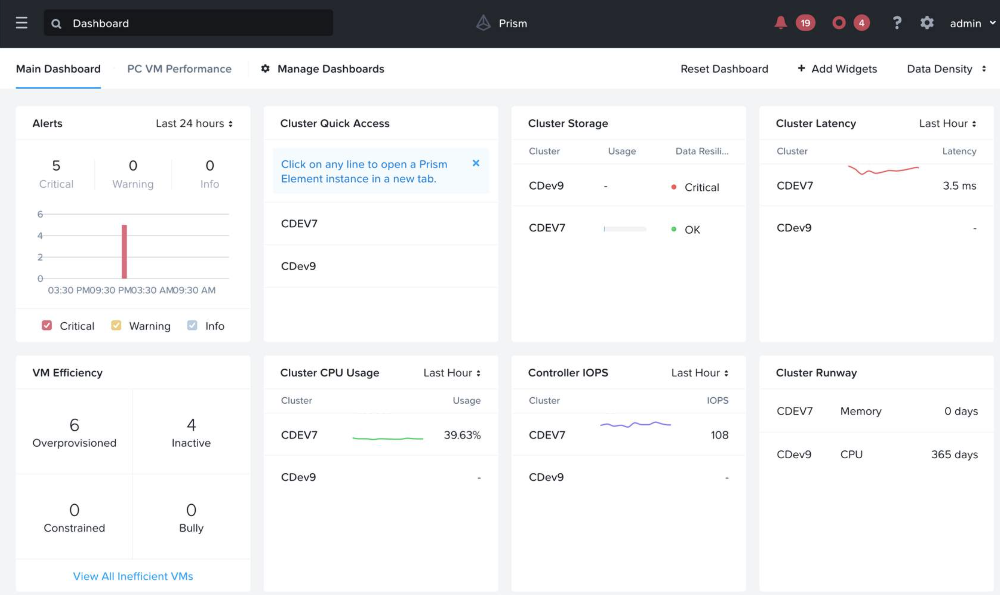 Dashboard
Prism
19
4
?
admin
Main Dashboard
PC VM Performance
Manage Dashboards
Reset Dashboard
+ Add Widgets
Data Density
Alerts
Last 24 hours
5
0
0
Critical
Warning
Info
6
4
2
0
03:30 PM09:30 PM03:30 AM09:30 AM
Critical
Warning
Info
Cluster Quick Access
Click on any line to open a Prism
Element instance in a new tab.
CDEV7
CDev9
Cluster Storage
Cluster Usage Data Resili...
CDev9 - Critical
CDEV7 OK
Cluster Latency
Last Hour
Cluster Latency
CDEV7 3.5 ms
CDev9 -
VM Efficiency
6
Overprovisioned
4
Inactive
0
Constrained
0
Bully
View All Inefficient VMs
Cluster CPU Usage
Last Hour
Cluster Usage
CDEV7 39.63%
CDev9 -
Controller IOPS
Last Hour
Cluster IOPS
CDEV7 108
CDev9 -
Cluster Runway
CDEV7 Memory 0 days
CDev9 CPU 365 days